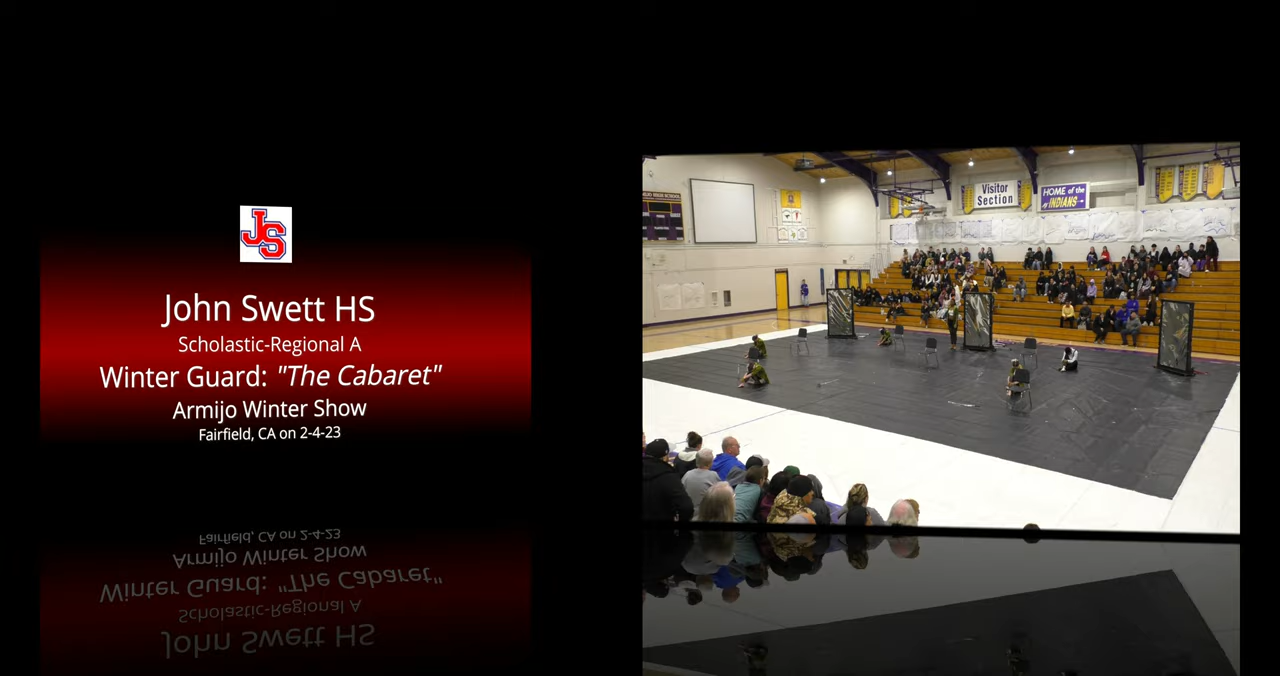 JS
John Swett HS
Scholastic-Regional A
Winter Guard: "The Cabaret"
Armijo Winter Show
Fairfield, CA on 2-4-23
Visitor
Section
HOME of the
INDIANS